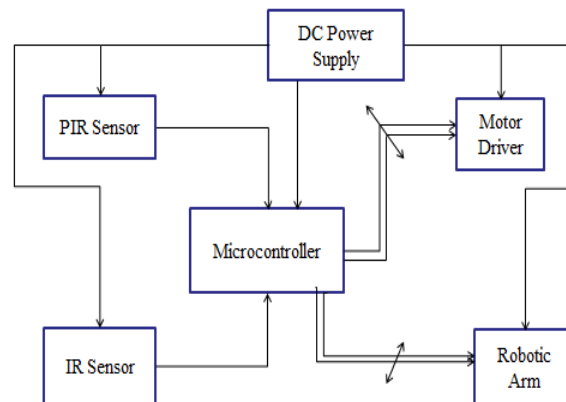 DC Power
Supply
PIR Sensor
Motor
Driver
Microcontroller
IR Sensor
Robotic
Arm